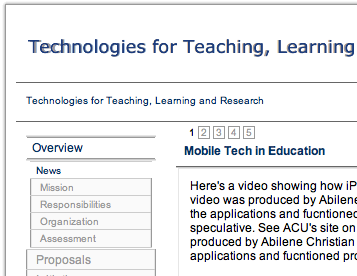 Technologies for Teaching, Learning
Technologies for Teaching, Learning and Research
Overview
News
Mission
Responsibilities
Organization
Assessment
Proposals
1 2 3 4 5
Mobile Tech in Education
Here's a video showing how iP
video was produced by Abilene
the applications and fucntioned
speculative. See ACU's site on
produced by Abilene Christian
applications and fucntioned pro